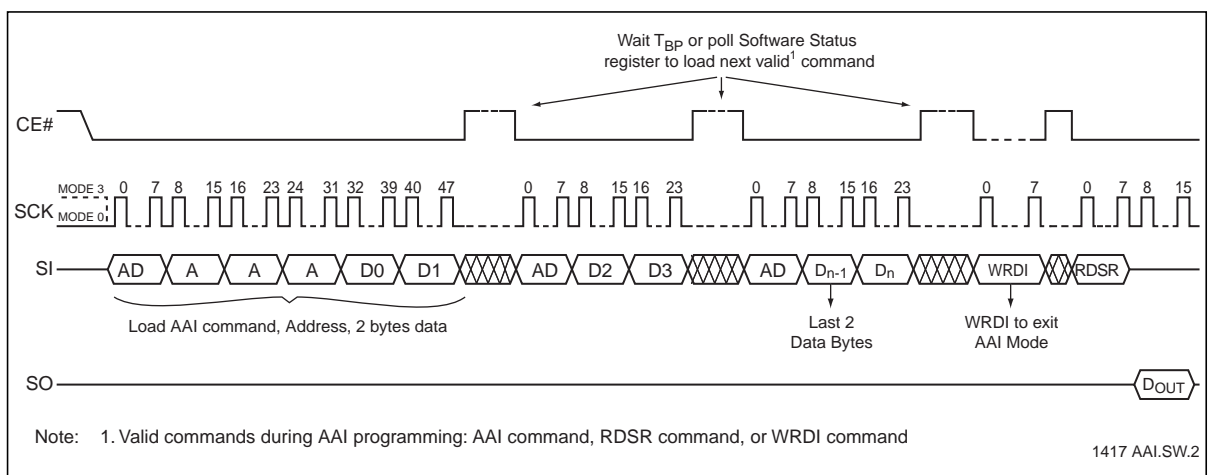 Wait TBP or poll Software Status
register to load next valid1 command
CE#
MODE 3 0 7 8 15 16 23 24 31 32 39 40 47 0 7 8 15 16 23 0 7 8 15 16 23 0 7 0 7 8 15
SCK
MODE 0
SI AD A A A D0 D1 AD D2 D3 AD Dn-1 Dn WRDI RDSR
Load AAI command, Address, 2 bytes data
Last 2
Data Bytes
WRDI to exit
AAI Mode
SO DOUT
Note: 1. Valid commands during AAI programming: AAI command, RDSR command, or WRDI command
1417 AAI.SW.2